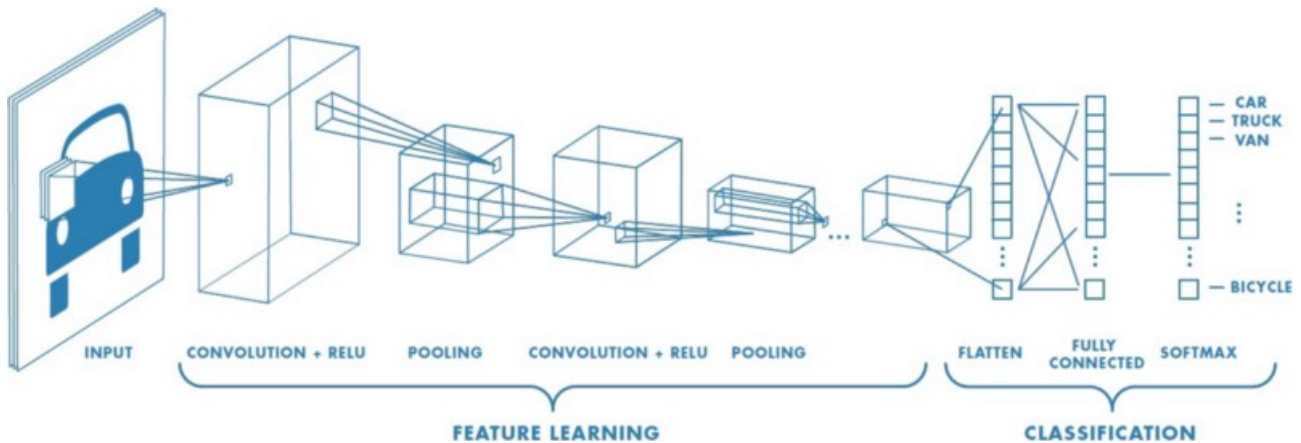 CAR
TRUCK
VAN
BICYCLE
INPUT
CONVOLUTION + RELU
POOLING
CONVOLUTION + RELU
POOLING
FLATTEN
FULLY
CONNECTED
SOFTMAX
FEATURE LEARNING
CLASSIFICATION